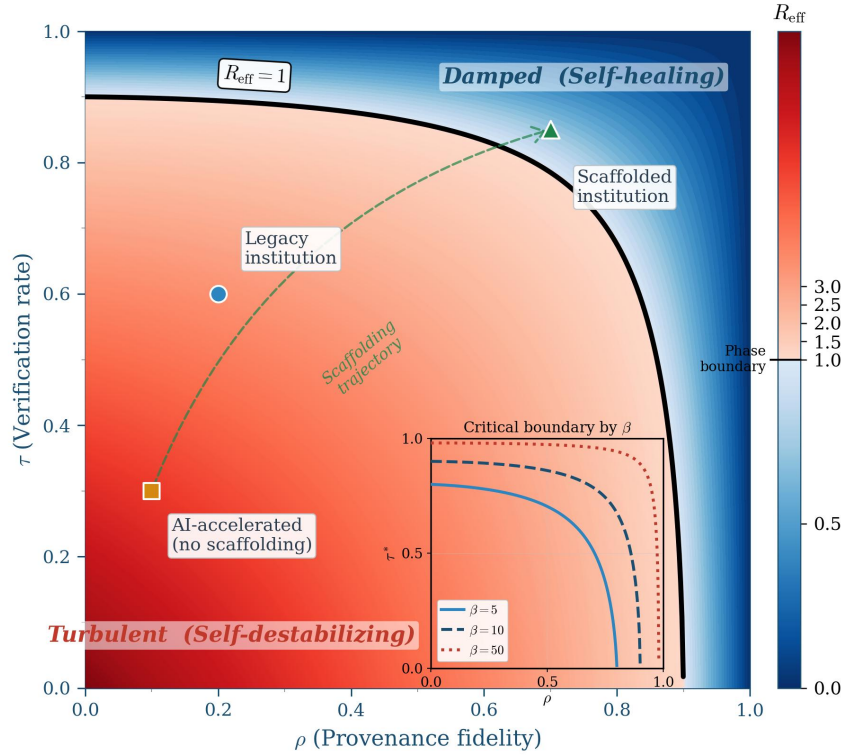 R_eff
1.0
R_eff = 1
Damped (Self-healing)
0.8
Scaffolded
institution
Legacy
institution
0.6
Scaffolding
trajectory
0.4
AI-accelerated
(no scaffolding)
0.2
Turbulent (Self-destabilizing)
0.0
τ (Verification rate)
0.0 0.2 0.4 0.6 0.8 1.0
ρ (Provenance fidelity)
Critical boundary by β
1.0
0.5
0.0
τ*
β = 5
β = 10
β = 50
0.0 0.5 0.8 1.0
ρ
3.0
2.5
2.0
1.5
1.0
0.5
0.0
Phase
boundary